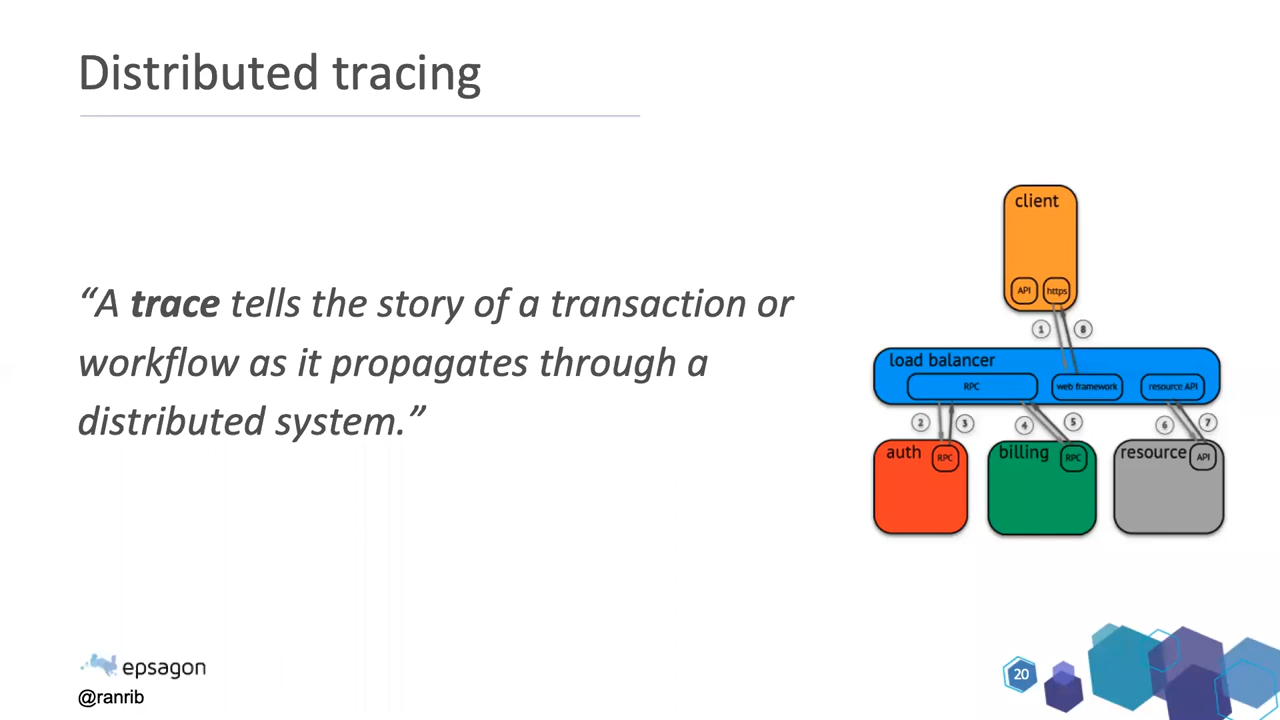 Distributed tracing
“A trace tells the story of a transaction or
workflow as it propagates through a
distributed system.”
client
API https
1 8
load balancer
RPC web framework resource API
2 3 4 5 6 7
auth RPC billing RPC resource API
epsagon
@ranrib
20